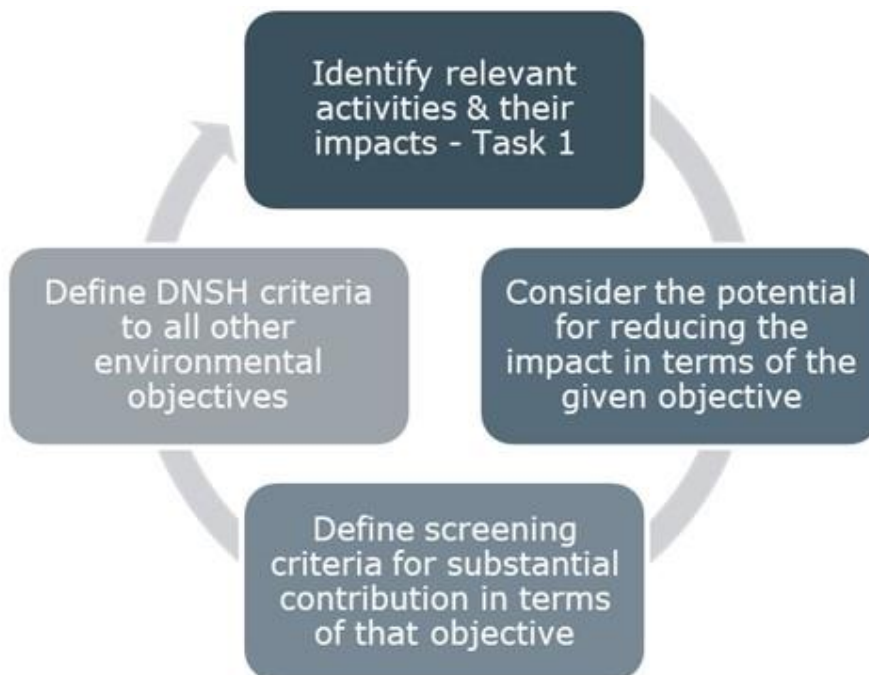 Identify relevant
activities & their
impacts - Task 1
Consider the potential
for reducing the
impact in terms of the
given objective
Define screening
criteria for substantial
contribution in terms
of that objective
Define DNSH criteria
to all other
environmental
objectives